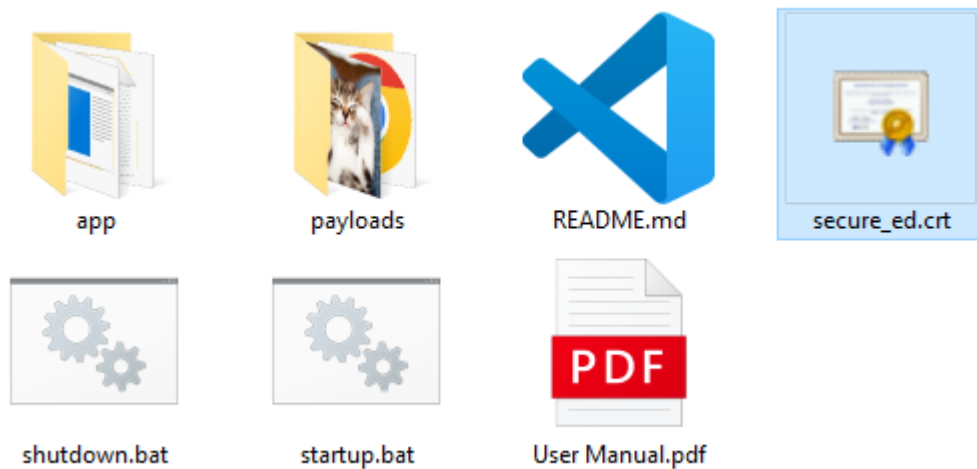 app
payloads
README.md
secure_ed.crt
PDF
shutdown.bat
startup.bat
User Manual.pdf